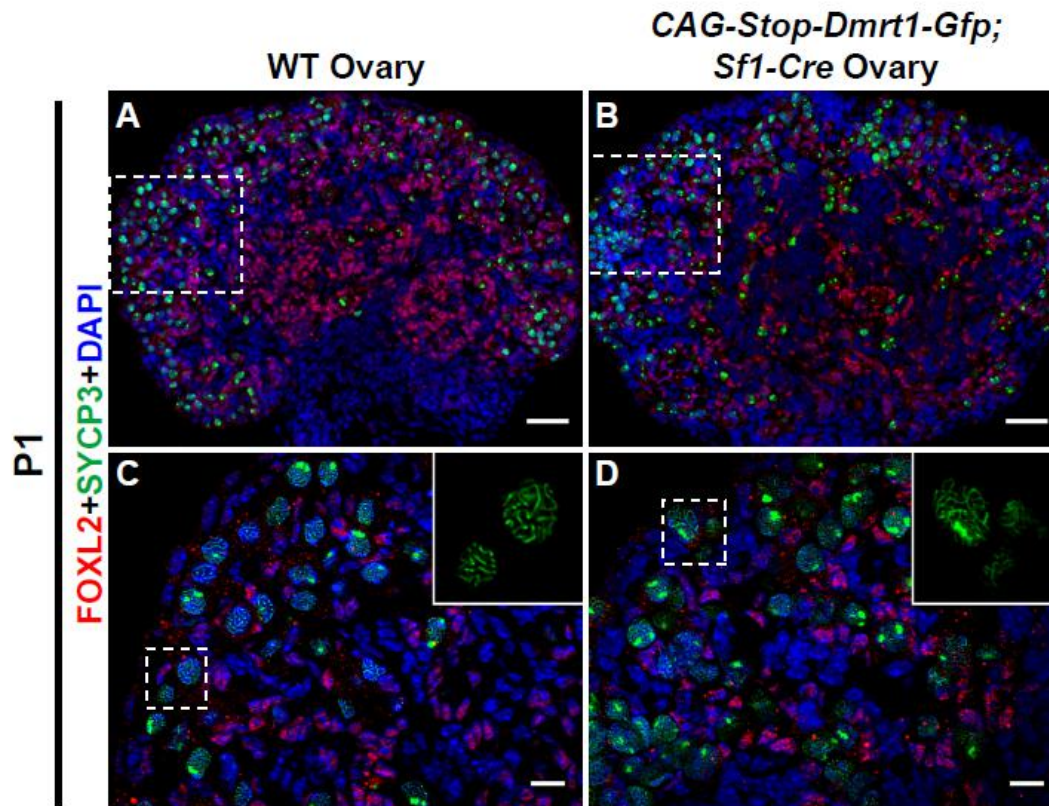 WT Ovary
CAG-Stop-Dmrt1-Gfp;
Sf1-Cre Ovary
P1
FOXL2+SYCP3+DAPI
A
B
C
D